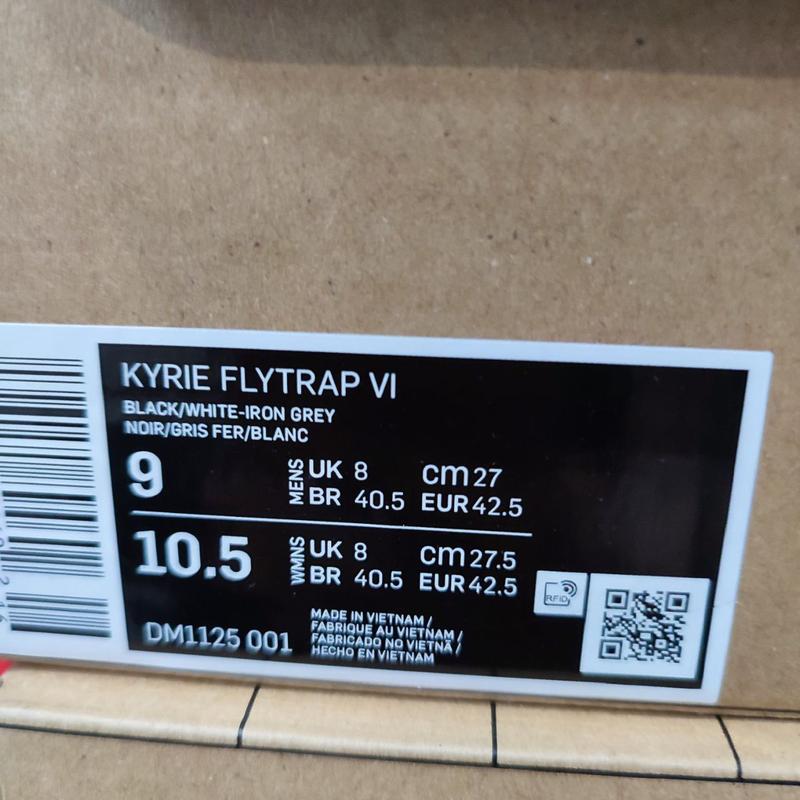 KYRIE FLYTRAP VI
BLACK/WHITE-IRON GREY
NOIR/GRIS FER/BLANC
9 MENS UK 8 cm 27
BR 40.5 EUR 42.5
10.5 WMNS UK 8 cm 27.5
BR 40.5 EUR 42.5
RFID
DM1125 001
MADE IN VIETNAM /
FABRIQUE AU VIETNAM /
FABRICADO NO VIETNÃ /
HECHO EN VIETNAM